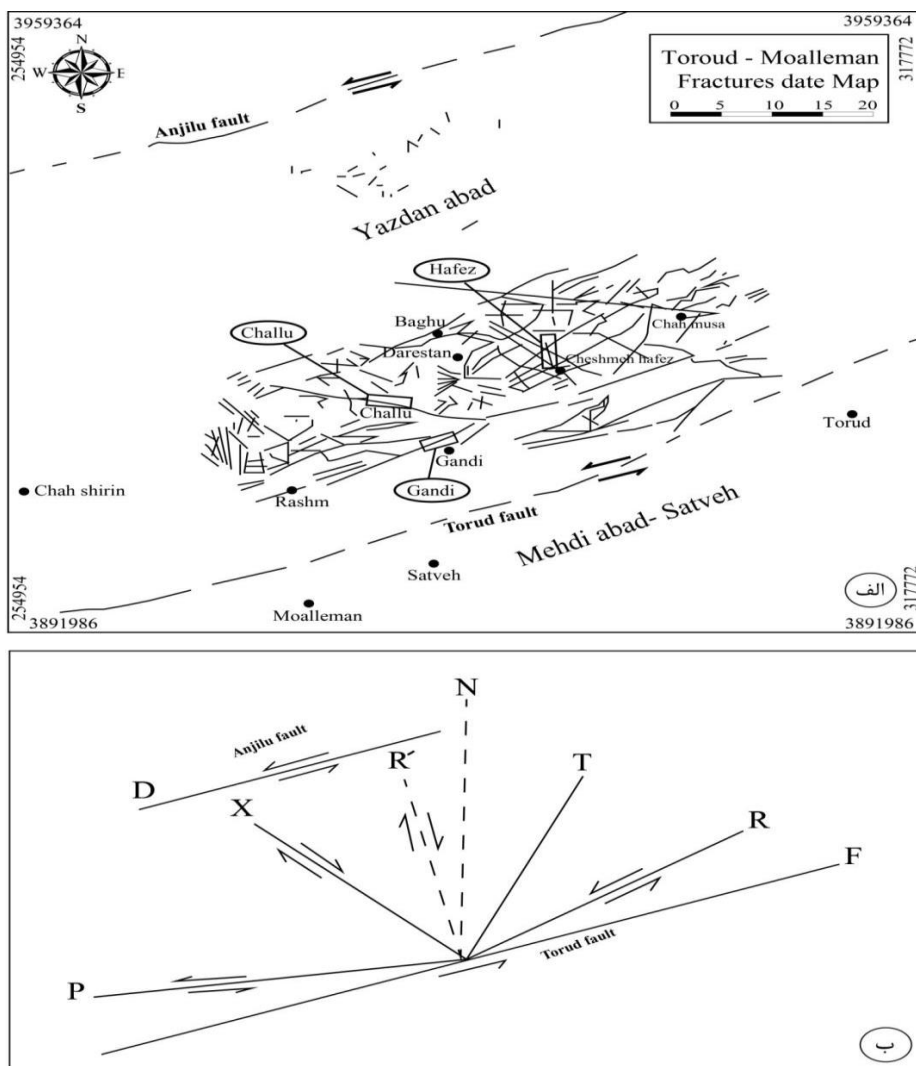 3959364
3959364
254954
317772
N
W
E
S
Toroud - Moalleman
Fractures date Map
0 5 10 15 20
Anjilu fault
Yazdan abad
Hafez
Challu
Baghu
Chah musa
Darestan
Cheshmeh hafez
Challu
Torud
Gandi
Chah shirin
Rashm
Gandi
Torud fault
Mehdi abad- Satveh
Satveh
Moalleman
254954
317772
الف
3891986
3891986
N
Anjilu fault
R´
T
D
X
R
F
Torud fault
P
ب